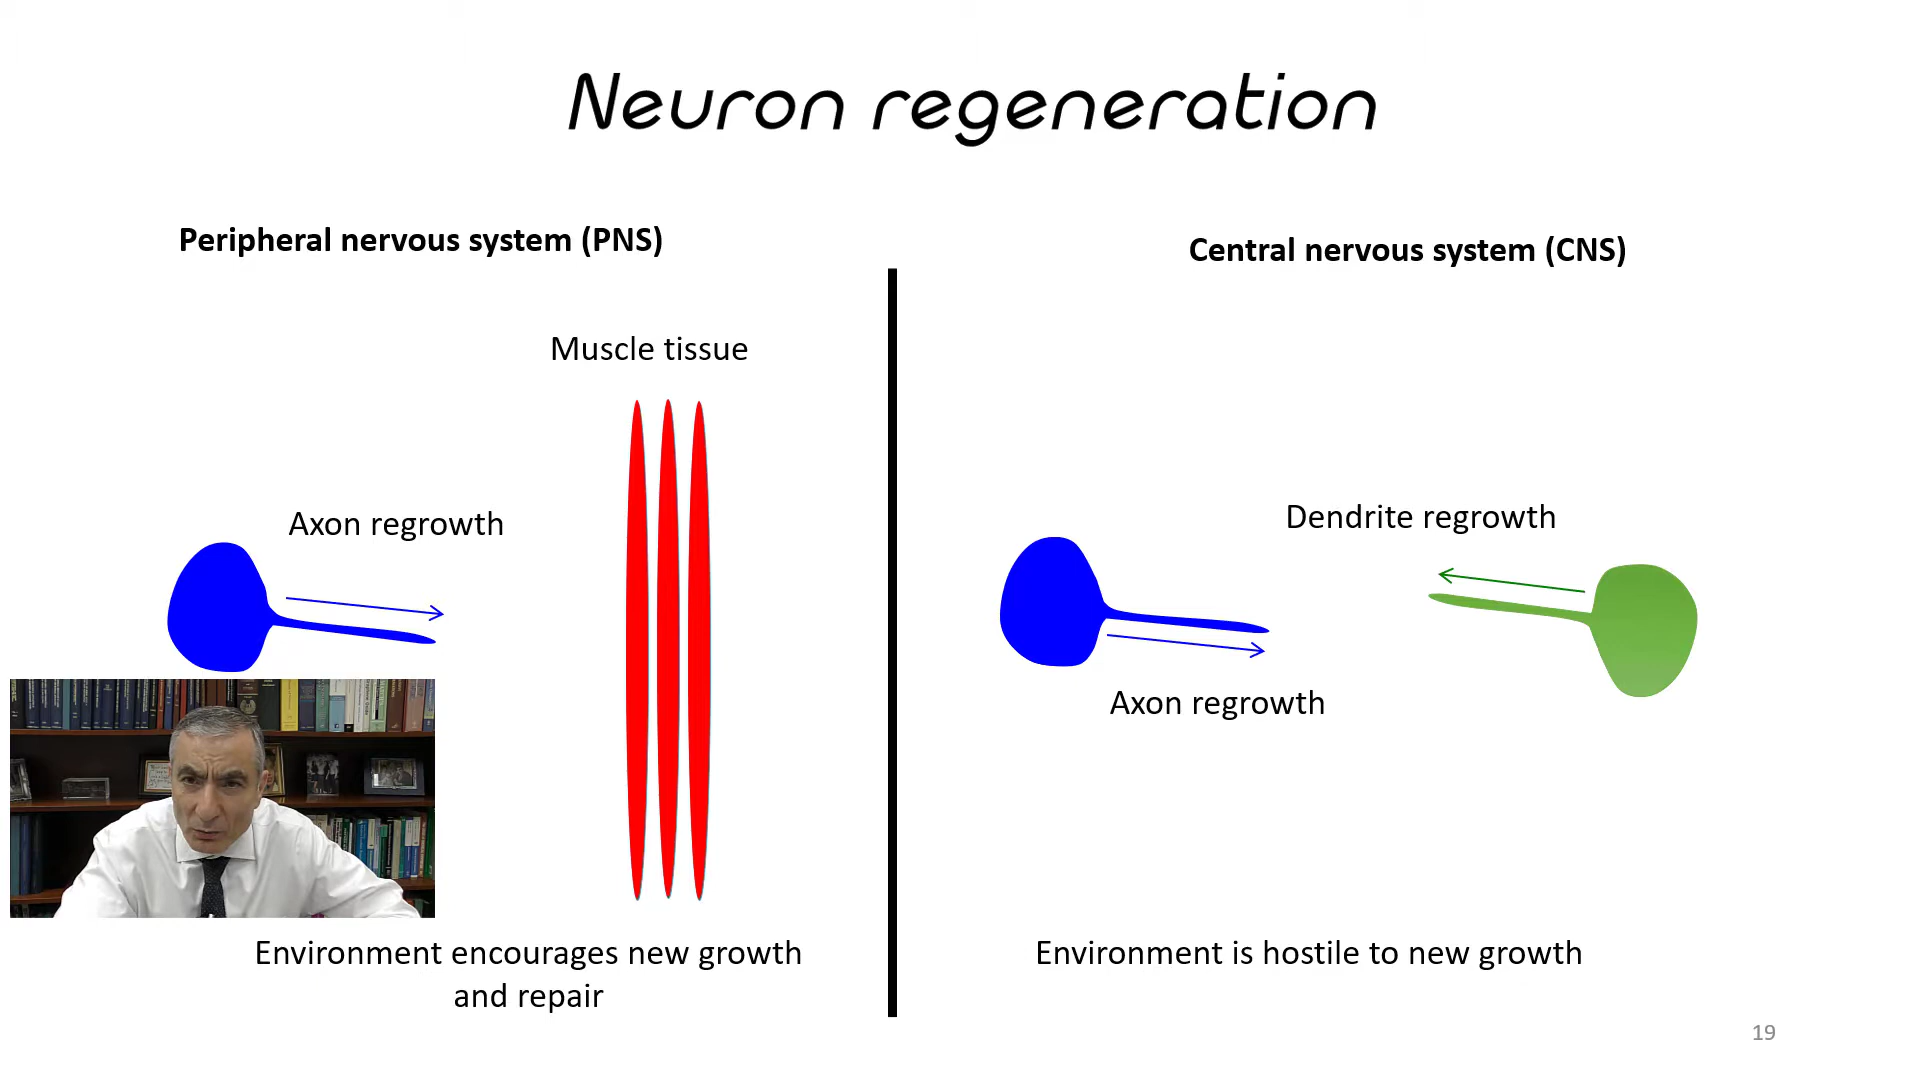 Neuron regeneration
Peripheral nervous system (PNS)
Muscle tissue
Axon regrowth
Environment encourages new growth
and repair
Central nervous system (CNS)
Dendrite regrowth
Axon regrowth
Environment is hostile to new growth
19